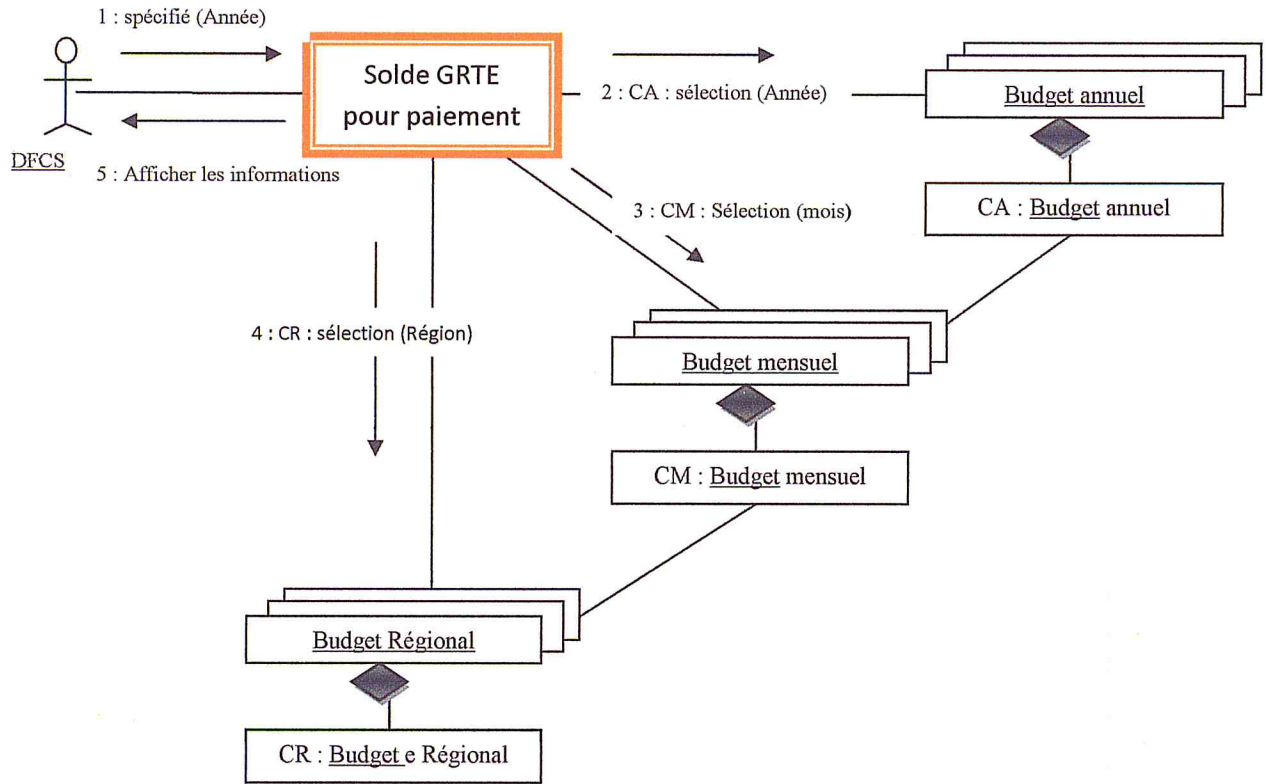 1 : spécifié (Année)
Solde GRTE
pour paiement
2 : CA : sélection (Année)
Budget annuel
DFCS
5 : Afficher les informations
CA : Budget annuel
3 : CM : Sélection (mois)
4 : CR : sélection (Région)
Budget mensuel
CM : Budget mensuel
Budget Régional
CR : Budget e Régional